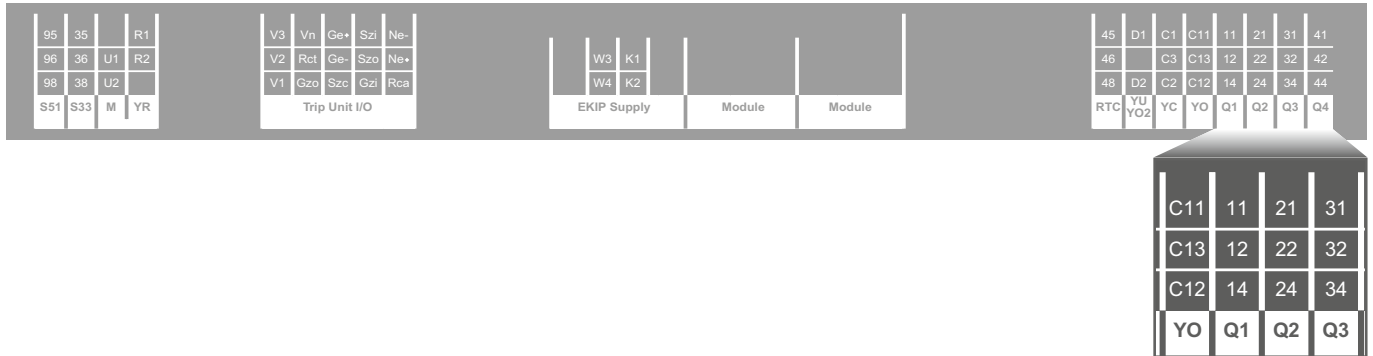 95 35 R1 V3 Vn Ge+ Szi Ne- 45 D1 C1 C11 11 21 31 41
96 36 U1 R2 V2 Rct Ge- Szo Ne+ W3 K1 46 C3 C13 12 22 32 42
98 38 U2 V1 Gzo Szc Gzi Rca W4 K2 48 D2 C2 C12 14 24 34 44
S51 S33 M YR Trip Unit I/O EKIP Supply Module Module RTC YU YO2 YC YO Q1 Q2 Q3 Q4
C11 11 21 31
C13 12 22 32
C12 14 24 34
YO Q1 Q2 Q3